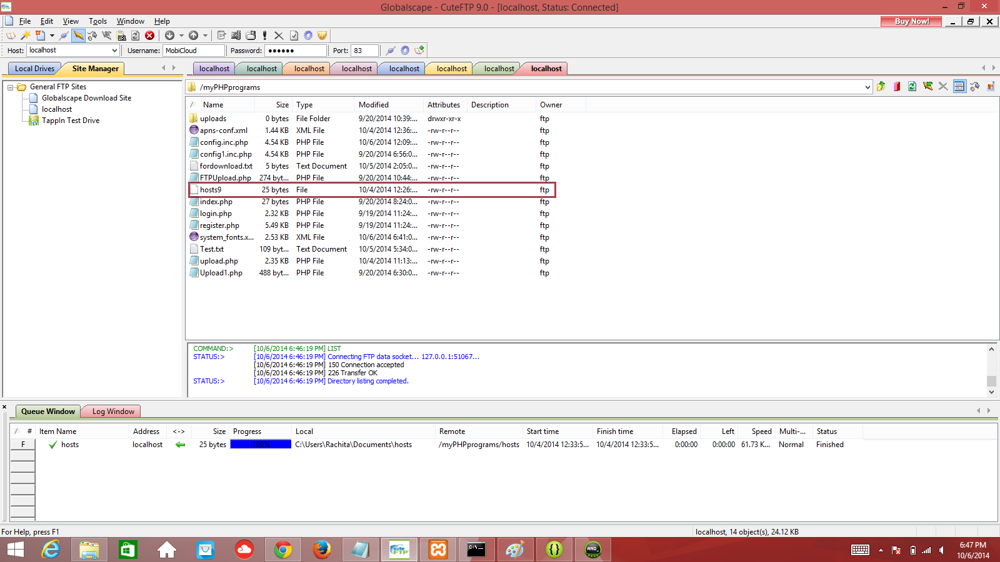 Globalscape - CuteFTP 9.0 - [localhost, Status: Connected]
File Edit View Tools Window Help Buy Now!
Host: localhost Username: MobiCloud Password: ●●●●●● Port: 83
Local Drives Site Manager localhost localhost localhost localhost localhost localhost localhost localhost
General FTP Sites
Globalscape Download Site
localhost
TappIn Test Drive
/myPHPprograms
Name Size Type Modified Attributes Description Owner
uploads 0 bytes File Folder 9/20/2014 10:39:... drwxr-xr-x ftp
apns-conf.xml 1.44 KB XML File 10/4/2014 12:36:... -rw-r--r-- ftp
config.inc.php 4.54 KB PHP File 10/6/2014 12:09:... -rw-r--r-- ftp
config1.inc.php 4.54 KB PHP File 9/20/2014 6:56:0... -rw-r--r-- ftp
fordownload.txt 5 bytes Text Document 10/5/2014 2:05:0... -rw-r--r-- ftp
FTPUpload.php 274 byt... PHP File 9/20/2014 10:44:... -rw-r--r-- ftp
hosts9 25 bytes File 10/4/2014 12:26:... -rw-r--r-- ftp
index.php 27 bytes PHP File 9/20/2014 8:24:0... -rw-r--r-- ftp
login.php 2.32 KB PHP File 9/19/2014 11:24:... -rw-r--r-- ftp
register.php 5.49 KB PHP File 9/19/2014 11:24:... -rw-r--r-- ftp
system_fonts.x... 2.53 KB XML File 10/6/2014 6:41:0... -rw-r--r-- ftp
Test.txt 109 byt... Text Document 10/5/2014 5:34:0... -rw-r--r-- ftp
upload.php 2.35 KB PHP File 10/4/2014 11:13:... -rw-r--r-- ftp
Upload1.php 488 byt... PHP File 9/20/2014 6:30:0... -rw-r--r-- ftp
COMMAND:> [10/6/2014 6:46:19 PM] LIST
STATUS:> [10/6/2014 6:46:19 PM] Connecting FTP data socket... 127.0.0.1:51067...
[10/6/2014 6:46:19 PM] 150 Connection accepted
[10/6/2014 6:46:19 PM] 226 Transfer OK
STATUS:> [10/6/2014 6:46:19 PM] Directory listing completed.
Queue Window Log Window
# Item Name Address <-> Size Progress Local Remote Start time Finish time Elapsed Left Speed Multi-... Status
F hosts localhost 25 bytes 100% C:\Users\Rachita\Documents\hosts /myPHPprograms/hosts 10/4/2014 12:33:5... 10/4/2014 12:33:5... 0:00:00 0:00:00 61.73 K... Normal Finished
For Help, press F1 localhost, 14 object(s), 24.12 KB
6:47 PM
10/6/2014